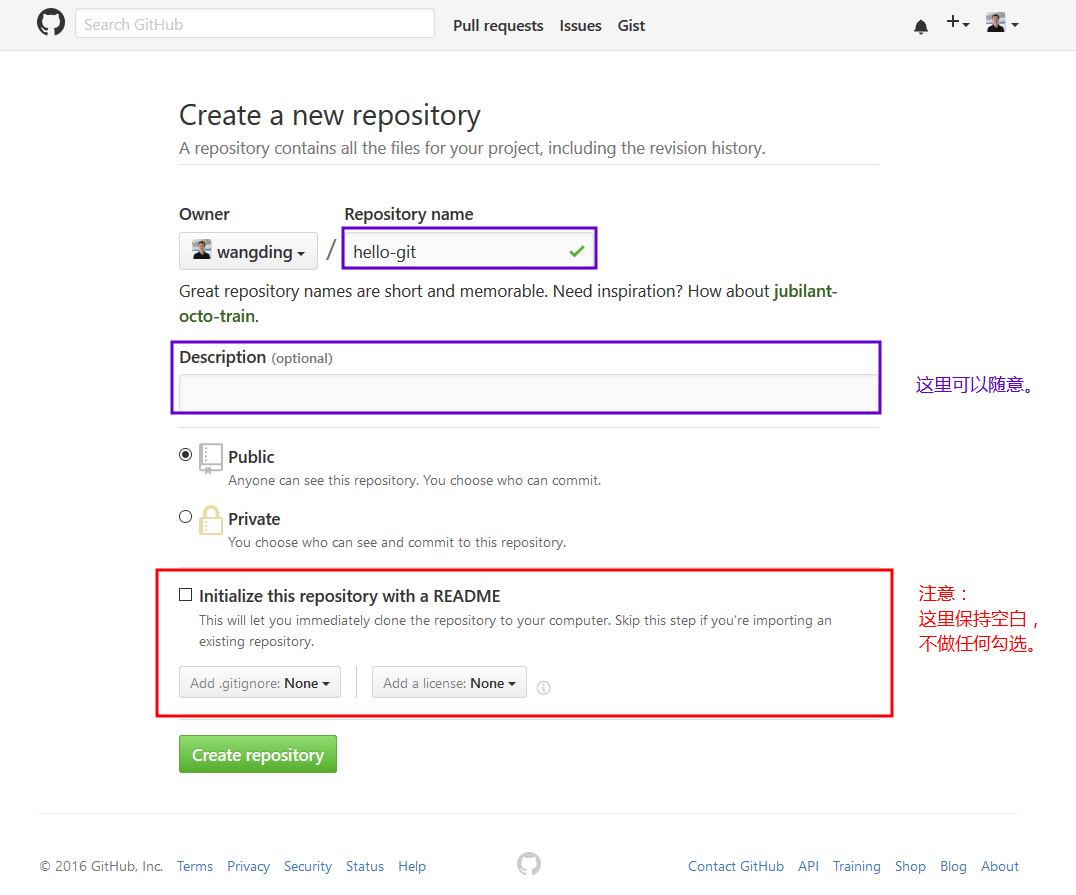 Search GitHub
Pull requests Issues Gist
Create a new repository
A repository contains all the files for your project, including the revision history.
Owner Repository name
wangding / hello-git
Great repository names are short and memorable. Need inspiration? How about jubilant-
octo-train.
Description (optional)
这里可以随意。
Public
Anyone can see this repository. You choose who can commit.
Private
You choose who can see and commit to this repository.
Initialize this repository with a README
This will let you immediately clone the repository to your computer. Skip this step if you're importing an
existing repository.
注意：
这里保持空白，
不做任何勾选。
Add .gitignore: None Add a license: None
Create repository
© 2016 GitHub, Inc. Terms Privacy Security Status Help Contact GitHub API Training Shop Blog About